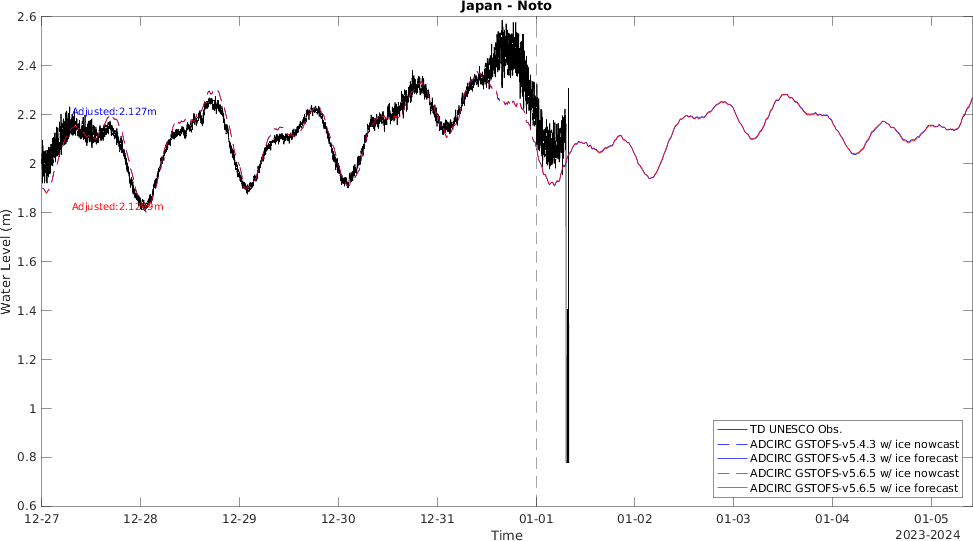 Japan - Noto
2.6
2.4
2.2
2
1.8
1.6
1.4
1.2
1
0.8
0.6
Water Level (m)
Adjusted:2.127m
TD UNESCO Obs.
ADCIRC GSTOFS-v5.4.3 w/ ice nowcast
ADCIRC GSTOFS-v5.4.3 w/ ice forecast
ADCIRC GSTOFS-v5.6.5 w/ ice nowcast
ADCIRC GSTOFS-v5.6.5 w/ ice forecast
12-27 12-28 12-29 12-30 12-31 01-01 01-02 01-03 01-04 01-05
Time
2023-2024